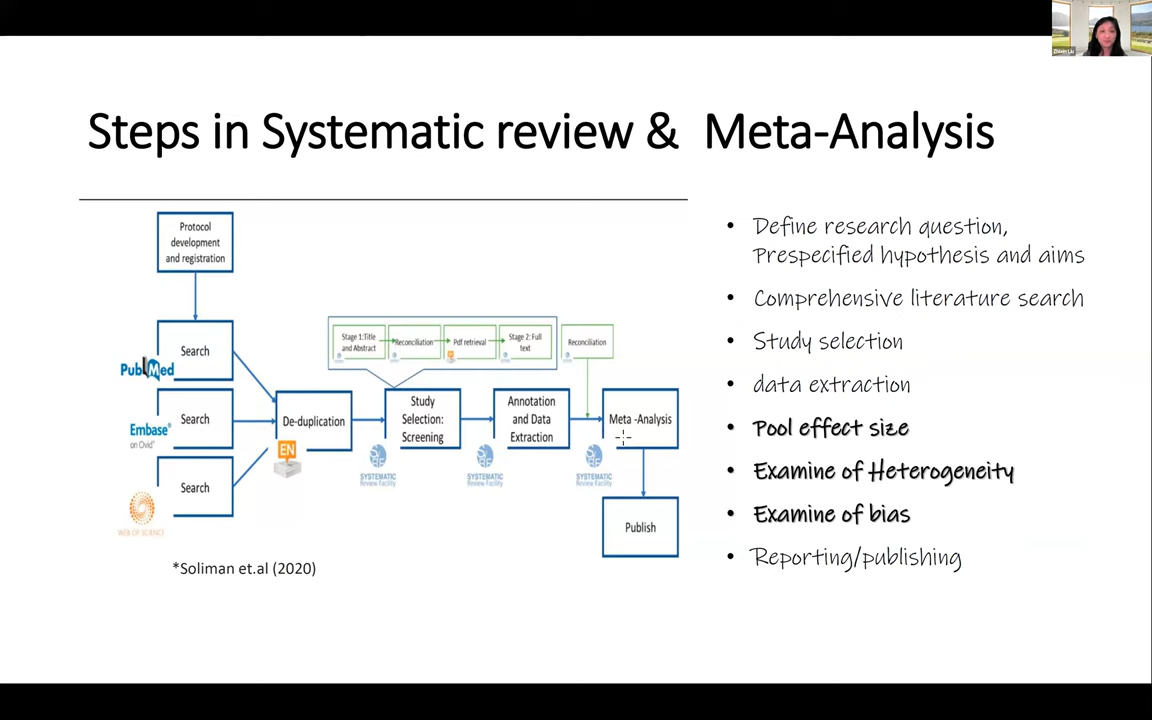 Steps in Systematic review & Meta-Analysis
Protocol
development
and registration
Search
PubMed
Search
Embase®
on Ovid®
Search
WEB OF SCIENCE
De-duplication
EN
Stage 1:Title
and Abstract
Reconciliation
Pdf retrieval
Stage 2: Full
text
Reconciliation
Study
Selection:
Screening
SYSTEMATIC
Review Facility
Annotation
and Data
Extraction
SYSTEMATIC
Review Facility
Meta -Analysis
SYSTEMATIC
Review Facility
Publish
*Soliman et.al (2020)
• Define research question,
Prespecified hypothesis and aims
• Comprehensive literature search
• Study selection
• data extraction
• Pool effect size
• Examine of Heterogeneity
• Examine of bias
• Reporting/publishing